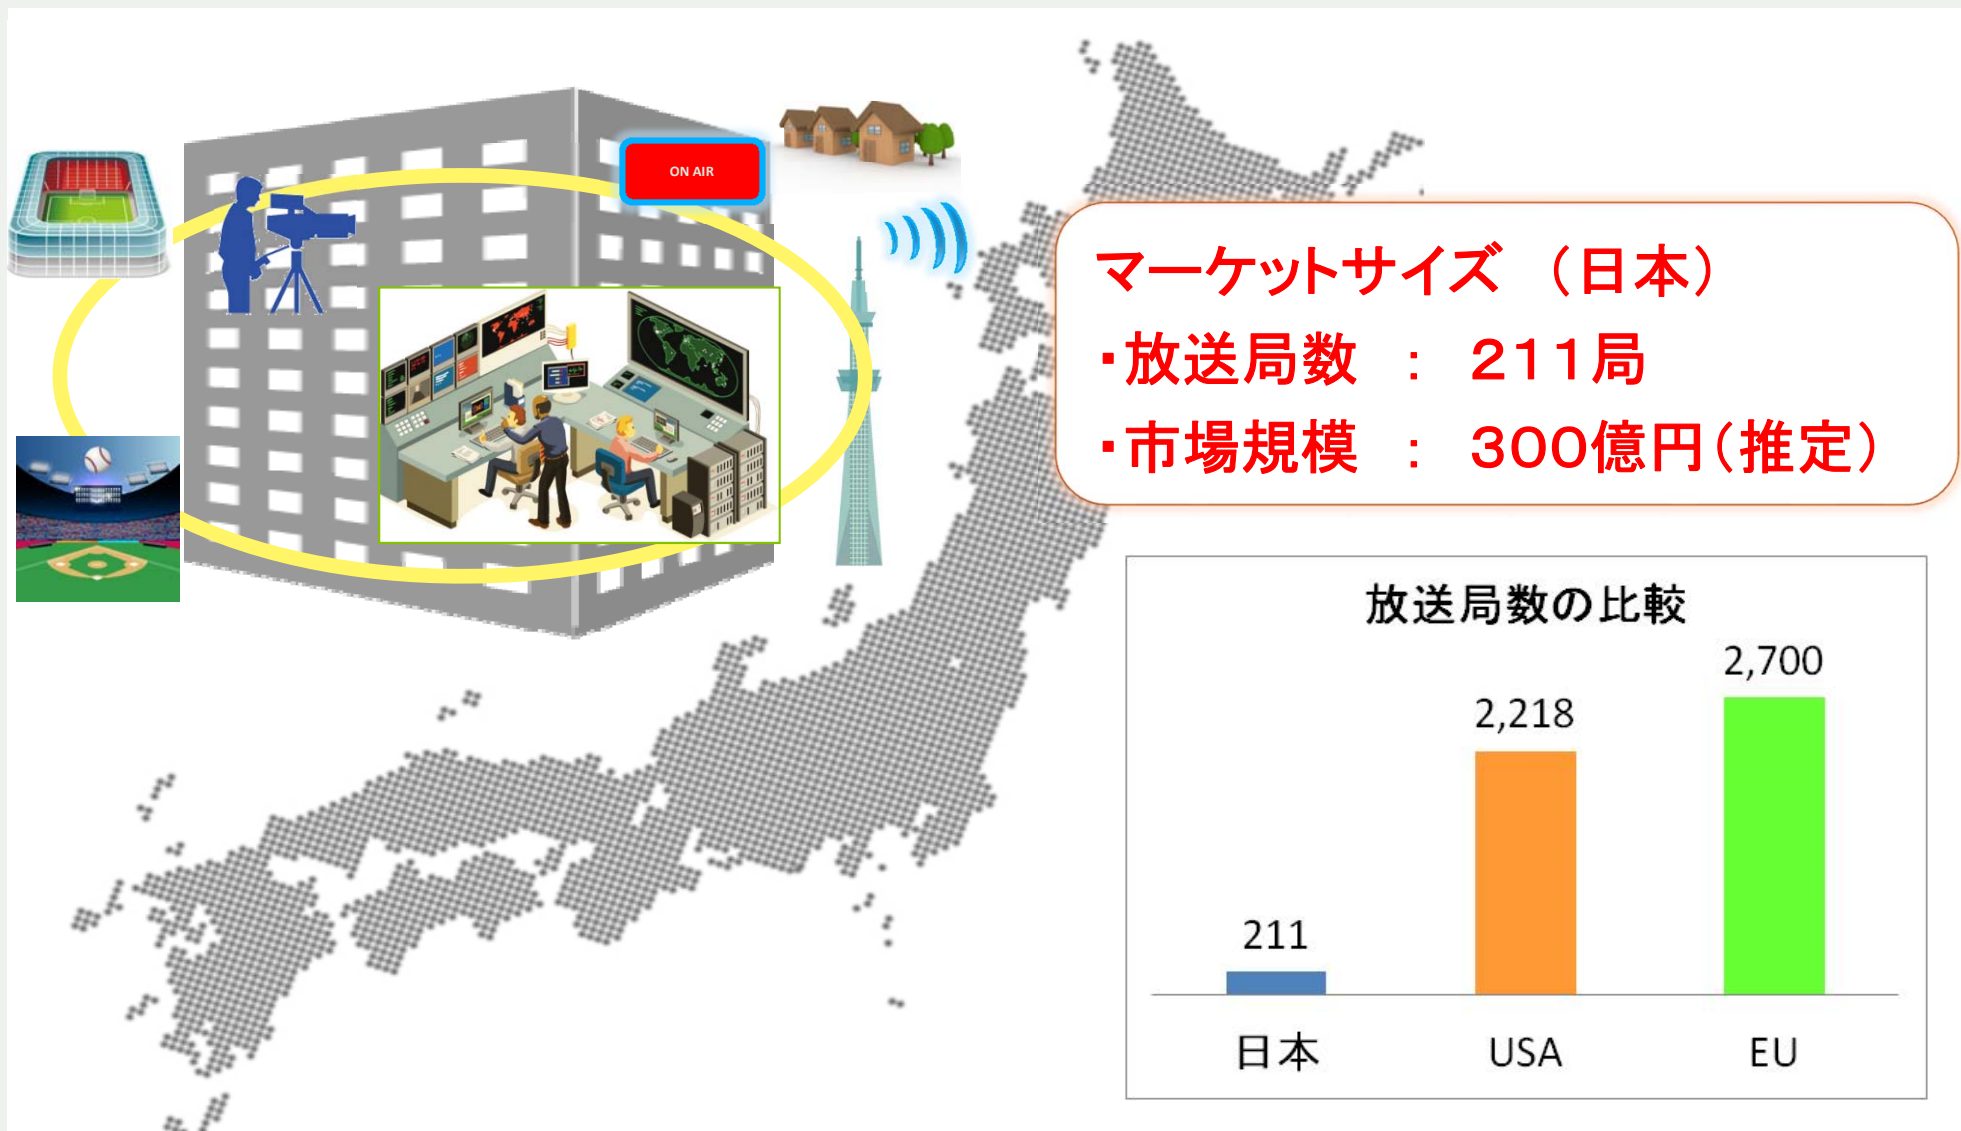 ON AIR
マーケットサイズ （日本）
・放送局数 ： 211局
・市場規模 ： 300億円（推定）
放送局数の比較
2,700
2,218
211
日本 USA EU